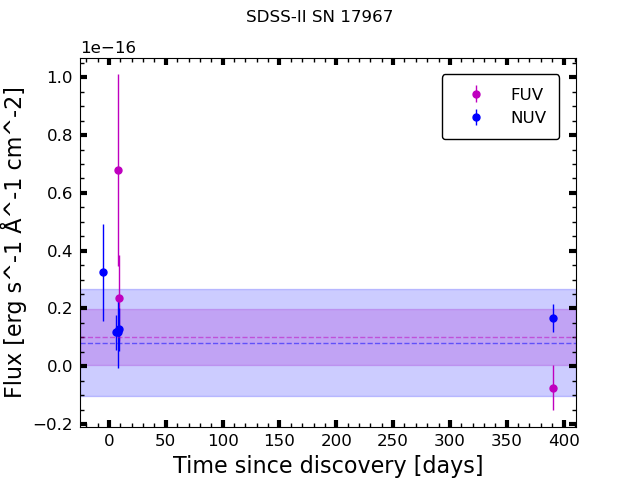 SDSS-II SN 17967
1e−16
FUV
NUV
1.0
0.8
0.6
0.4
0.2
0.0
−0.2
Flux [erg s^-1 Å^-1 cm^-2]
0 50 100 150 200 250 300 350 400
Time since discovery [days]